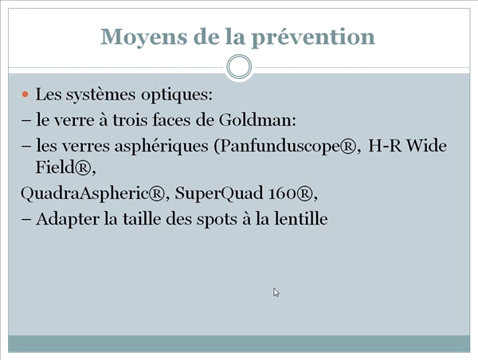 Moyens de la prévention
• Les systèmes optiques:
– le verre à trois faces de Goldman:
– les verres asphériques (Panfunduscope®, H-R Wide
Field®,
QuadraAspheric®, SuperQuad 160®,
– Adapter la taille des spots à la lentille